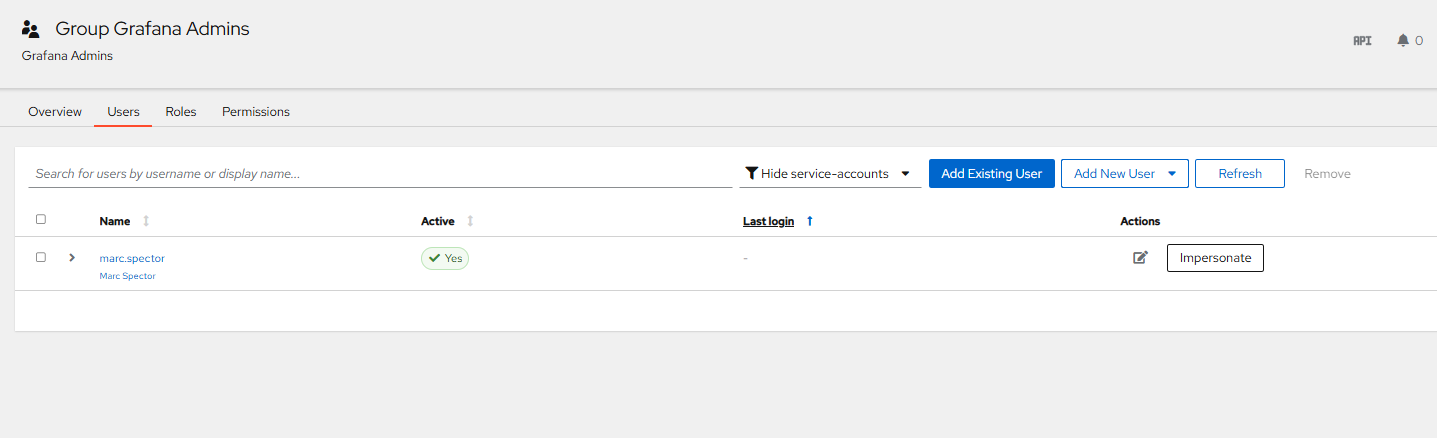 Group Grafana Admins
Grafana Admins
API 0
Overview Users Roles Permissions
Search for users by username or display name... Hide service-accounts Add Existing User Add New User Refresh Remove
Name Active Last login Actions
marc.spector Yes - Impersonate
Marc Spector